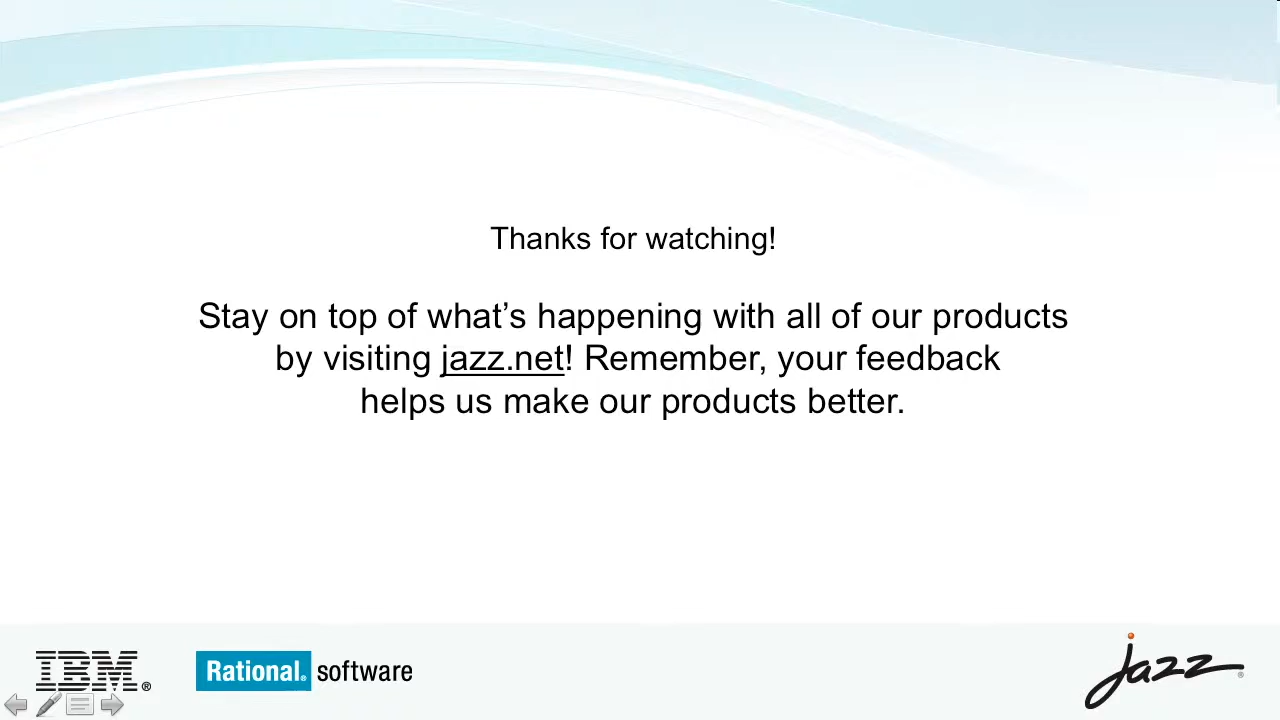 Thanks for watching!
Stay on top of what’s happening with all of our products
by visiting jazz.net! Remember, your feedback
helps us make our products better.
IBM®
Rational® software
jazz®